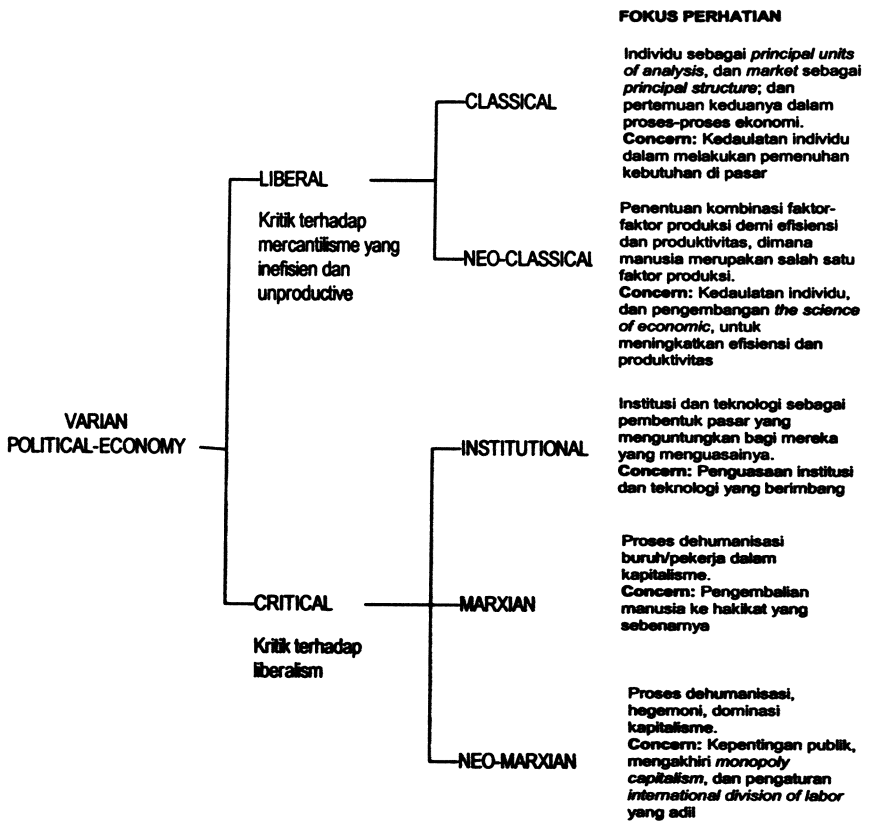 FOKUS PERHATIAN
Individu sebagai principal units
of analysis, dan market sebagai
principal structure; dan
pertemuan keduanya dalam
proses-proses ekonomi.
Concern: Kedaulatan individu
dalam melakukan pemenuhan
kebutuhan di pasar
CLASSICAL
LIBERAL
Kritik terhadap
mercantilisme yang
inefisien dan
unproductive
NEO-CLASSICAL
Penentuan kombinasi faktor-
faktor produksi demi efisiensi
dan produktivitas, dimana
manusia merupakan salah satu
faktor produksi.
Concern: Kedaulatan individu,
dan pengembangan the science
of economic, untuk
meningkatkan efisiensi dan
produktivitas
VARIAN
POLITICAL-ECONOMY
INSTITUTIONAL
Institusi dan teknologi sebagai
pembentuk pasar yang
menguntungkan bagi mereka
yang menguasainya.
Concern: Penguasaan institusi
dan teknologi yang berimbang
CRITICAL
Kritik terhadap
liberalism
MARXIAN
Proses dehumanisasi
buruh/pekerja dalam
kapitalisme.
Concern: Pengembalian
manusia ke hakikat yang
sebenarnya
NEO-MARXIAN
Proses dehumanisasi,
hegemoni, dominasi
kapitalisme.
Concern: Kepentingan publik,
mengakhiri monopoly
capitalism, dan pengaturan
international division of labor
yang adil